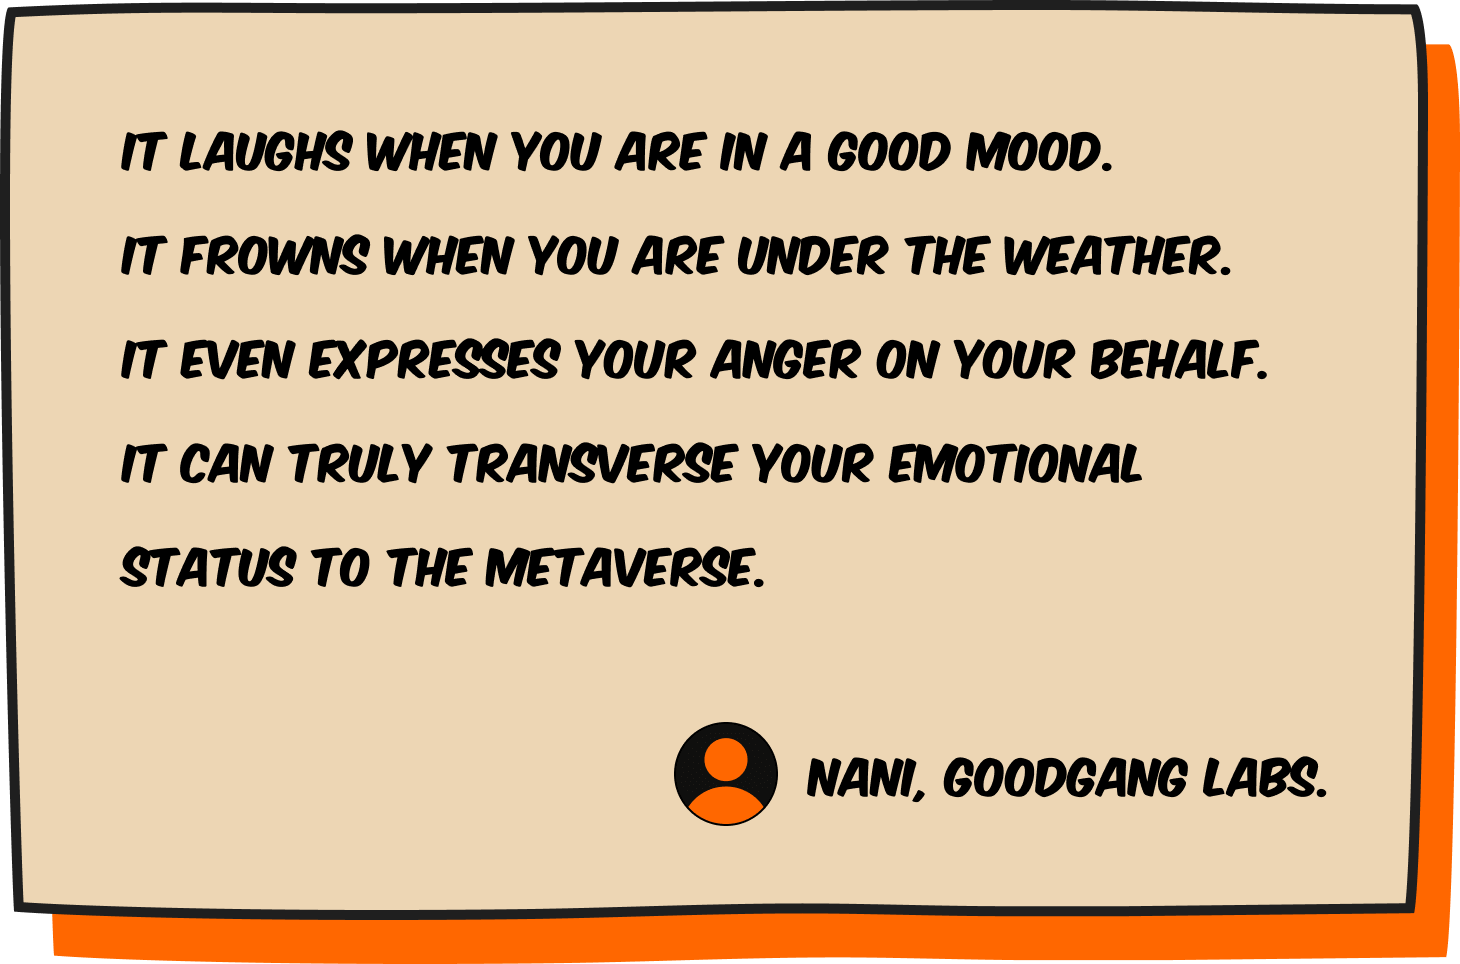 IT LAUGHS WHEN YOU ARE IN A GOOD MOOD.
IT FROWNS WHEN YOU ARE UNDER THE WEATHER.
IT EVEN EXPRESSES YOUR ANGER ON YOUR BEHALF.
IT CAN TRULY TRANSVERSE YOUR EMOTIONAL
STATUS TO THE METAVERSE.
NANI, GOODGANG LABS.